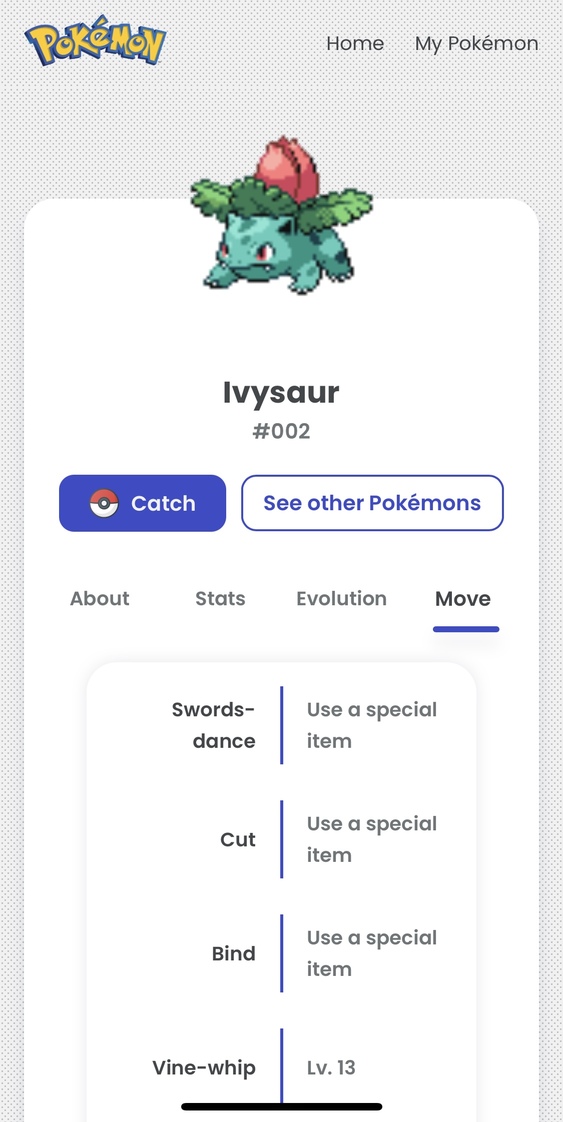 POKéMON
Home My Pokémon
Ivysaur
#002
Catch See other Pokémons
About Stats Evolution Move
Swords-
dance
Use a special
item
Cut
Use a special
item
Bind
Use a special
item
Vine-whip Lv. 13